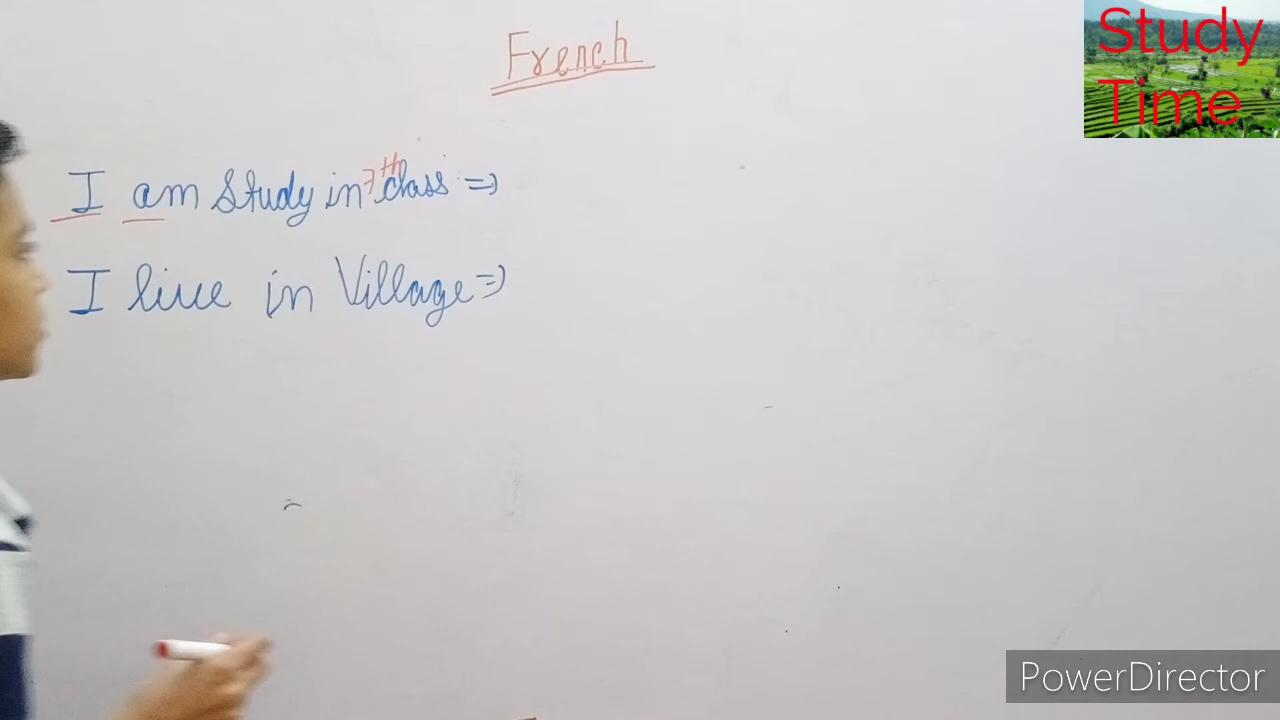 French
Study
Time
I am Study in 7th class ⇒
I live in Village ⇒
PowerDirector